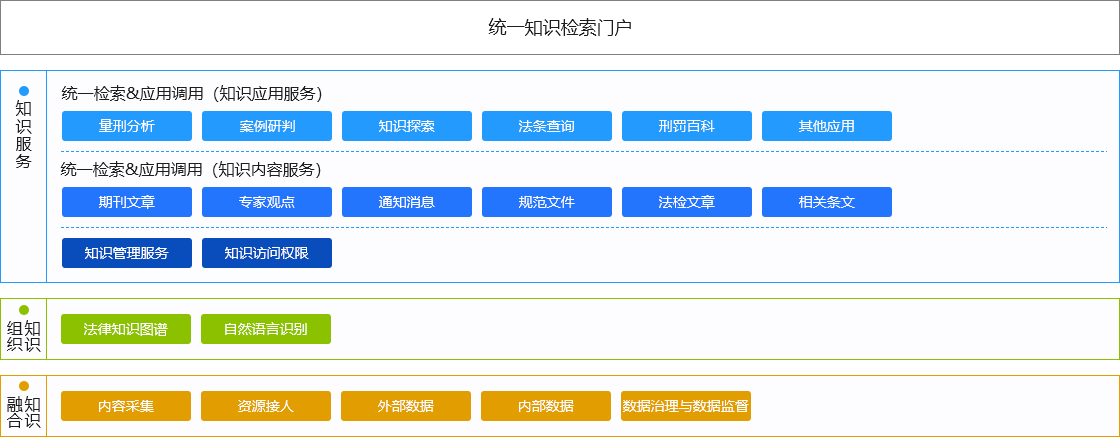 统一知识检索门户
知识服务
统一检索&应用调用（知识应用服务）
量刑分析 案例研判 知识探索 法条查询 刑罚百科 其他应用
统一检索&应用调用（知识内容服务）
期刊文章 专家观点 通知消息 规范文件 法检文章 相关条文
知识管理服务 知识访问权限
知识组织
法律知识图谱 自然语言识别
知识融合
内容采集 资源接人 外部数据 内部数据 数据治理与数据监督